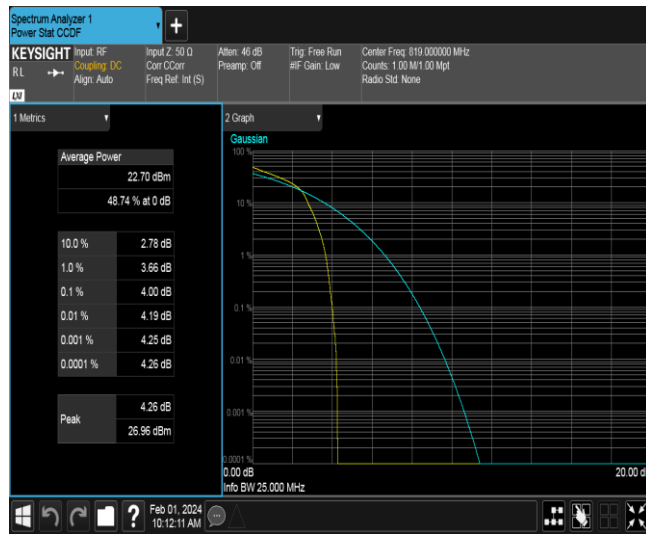 Spectrum Analyzer 1
Power Stat CCDF
+
KEYSIGHT
RL
LXI
Input: RF
Coupling: DC
Align: Auto
Input Z: 50 Ω
Corr CCorr
Freq Ref: Int (S)
Atten: 46 dB
Preamp: Off
Trig: Free Run
#IF Gain: Low
Center Freq: 819.000000 MHz
Counts: 1.00 M/1.00 Mpt
Radio Std: None
1 Metrics
Average Power
22.70 dBm
48.74 % at 0 dB
10.0 % 2.78 dB
1.0 % 3.66 dB
0.1 % 4.00 dB
0.01 % 4.19 dB
0.001 % 4.25 dB
0.0001 % 4.26 dB
Peak
4.26 dB
26.96 dBm
2 Graph
Gaussian
100 %
10 %
1 %
0.1 %
0.01 %
0.001 %
0.0001 %
0.00 dB 20.00 d
Info BW 25.000 MHz
?
Feb 01, 2024
10:12:11 AM